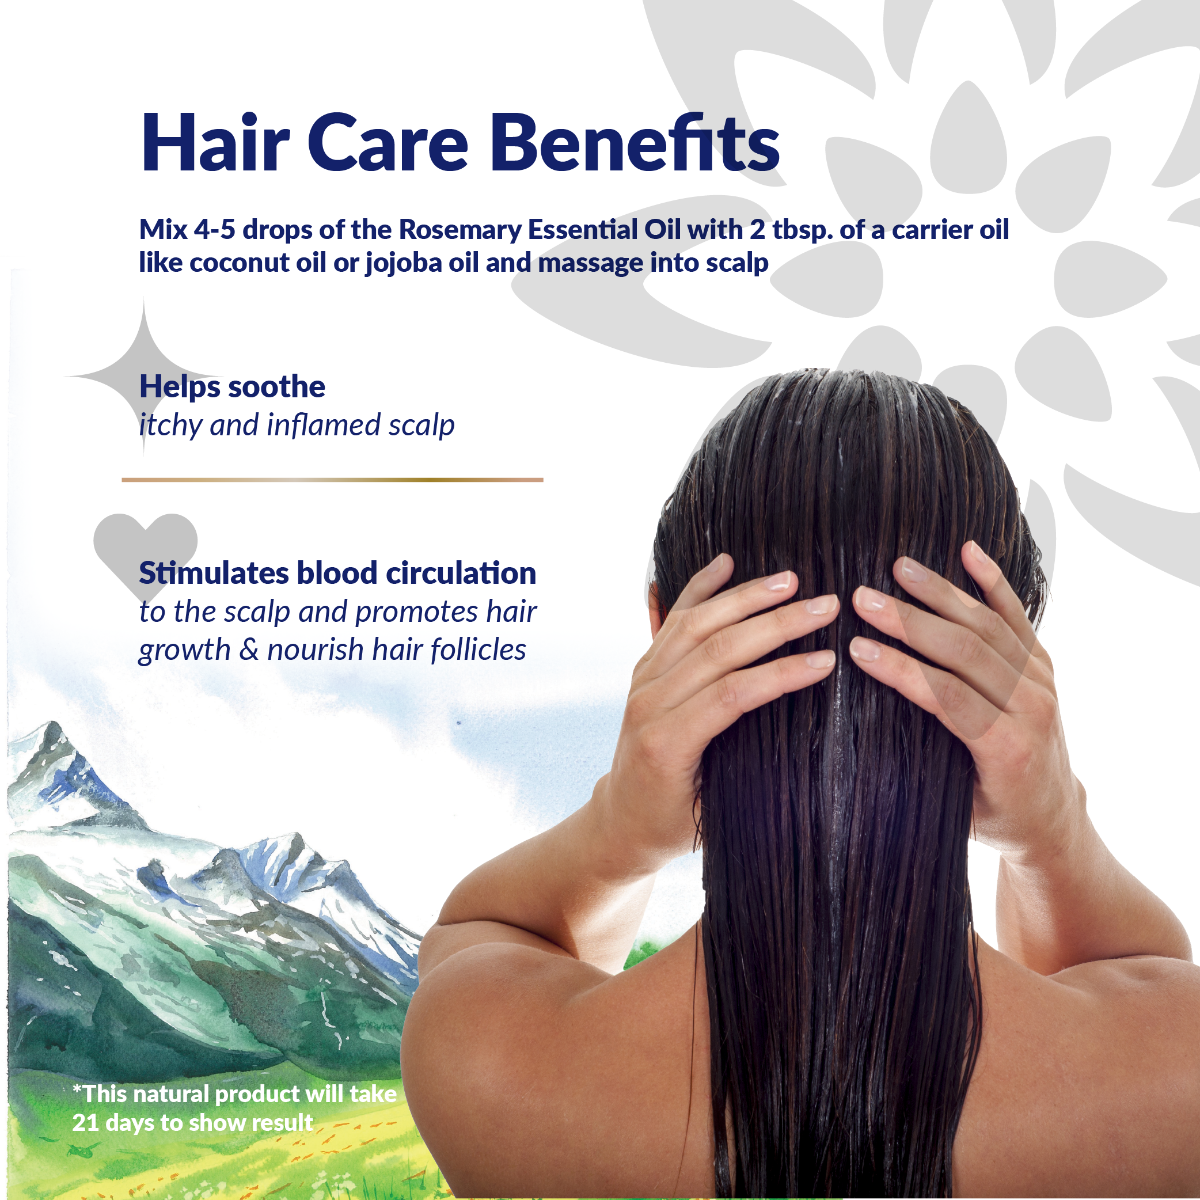 Hair Care Benefits
Mix 4-5 drops of the Rosemary Essential Oil with 2 tbsp. of a carrier oil
like coconut oil or jojoba oil and massage into scalp
Helps soothe
itchy and inflamed scalp
Stimulates blood circulation
to the scalp and promotes hair
growth & nourish hair follicles
*This natural product will take
21 days to show result